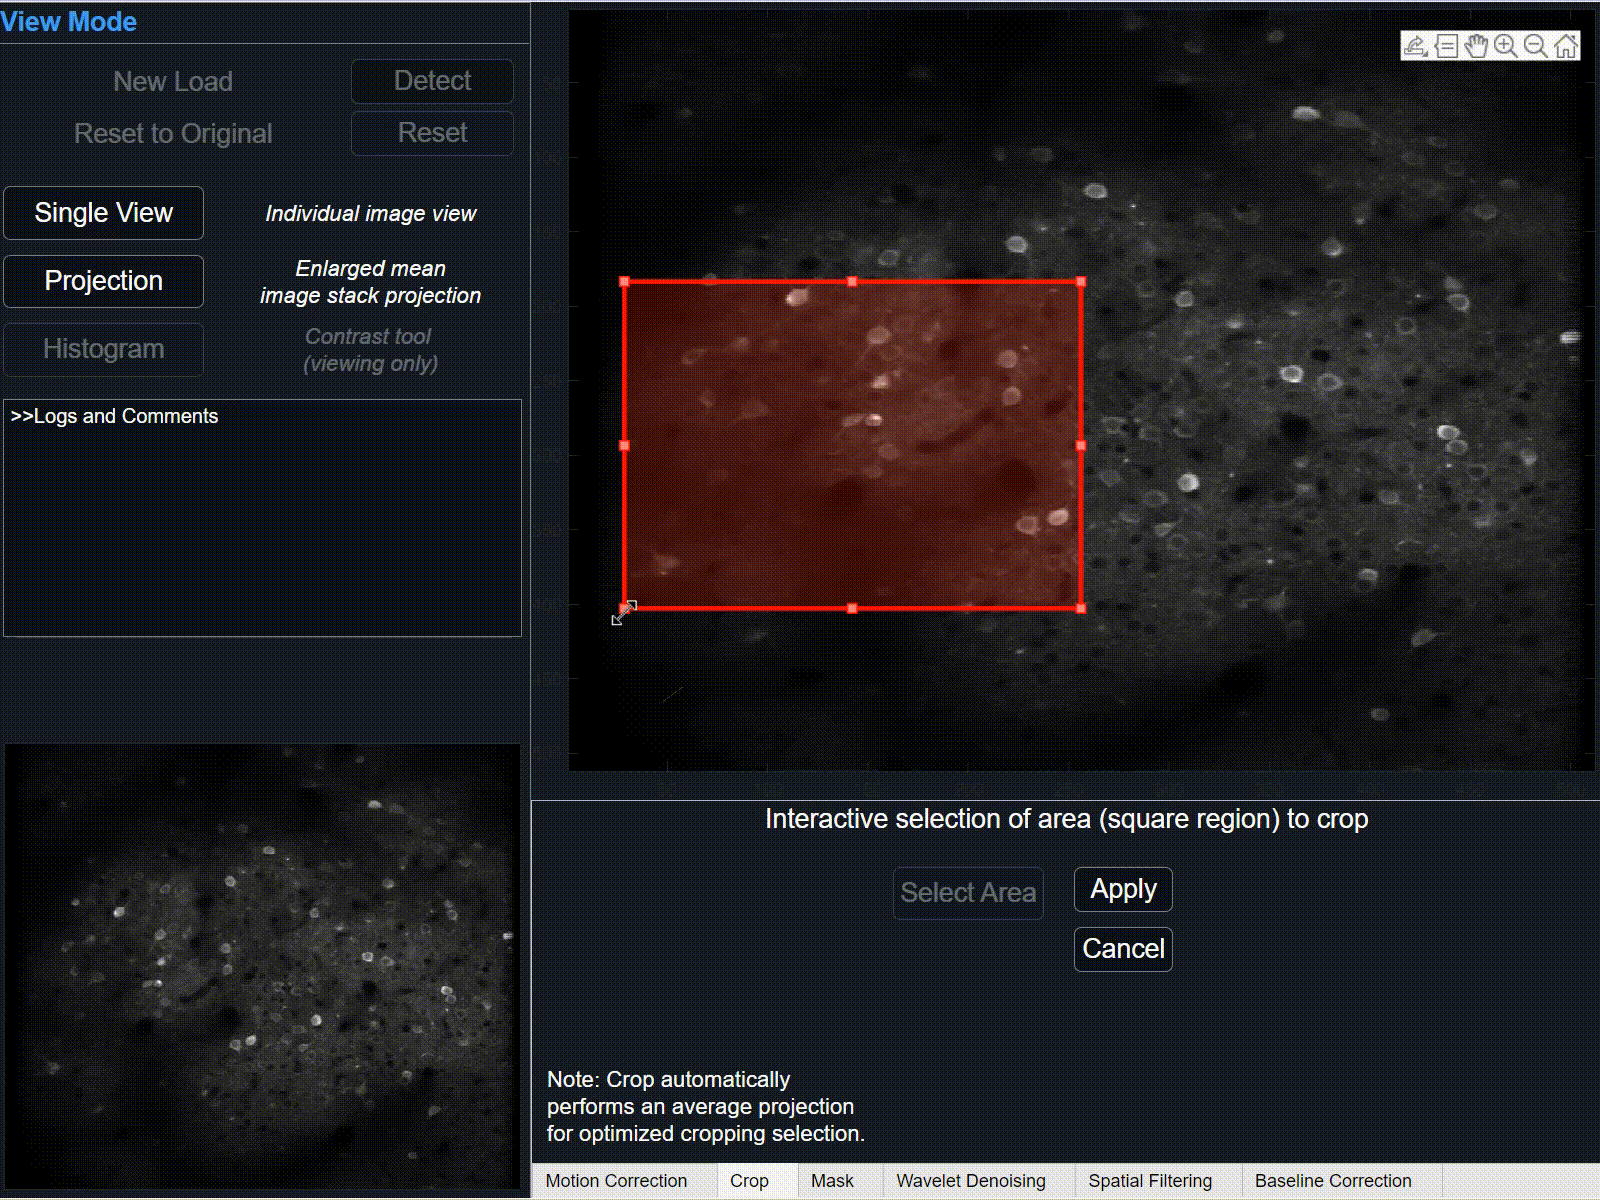 View Mode
New Load
Detect
Reset to Original
Reset
Single View
Individual image view
Projection
Enlarged mean
image stack projection
Histogram
Contrast tool
(viewing only)
>>Logs and Comments
Interactive selection of area (square region) to crop
Select Area
Apply
Cancel
Note: Crop automatically
performs an average projection
for optimized cropping selection.
Motion Correction
Crop
Mask
Wavelet Denoising
Spatial Filtering
Baseline Correction